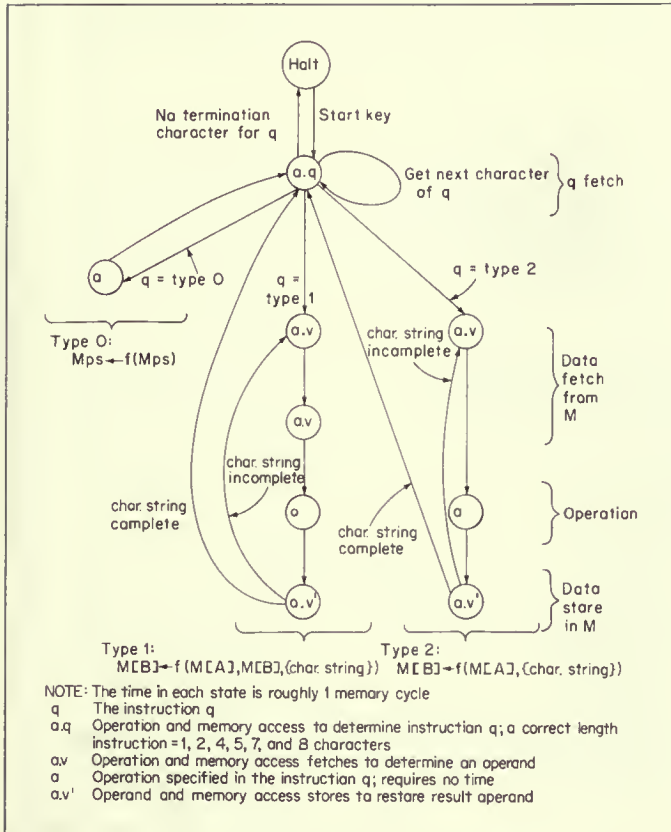 Halt
No termination
character for q
Start key
a.q
Get next character
of q
q fetch
a
q = type 0
q =
type 1
q = type 2
Type 0:
Mps←f(Mps)
a.v
char. string
incomplete
a.v
Data
fetch
from
M
a.v
char. string
incomplete
char. string
complete
a
char. string
complete
a
Operation
a.v'
a.v'
Data
store
in M
Type 1:
M[B]←f(M[A],M[B],{char. string})
Type 2:
M[B]←f(M[A],{char. string})
NOTE: The time in each state is roughly 1 memory cycle
q The instruction q
a.q Operation and memory access to determine instruction q; a correct length
instruction = 1, 2, 4, 5, 7, and 8 characters
a.v Operation and memory access fetches to determine an operand
a Operation specified in the instruction q; requires no time
a.v' Operand and memory access stores to restore result operand